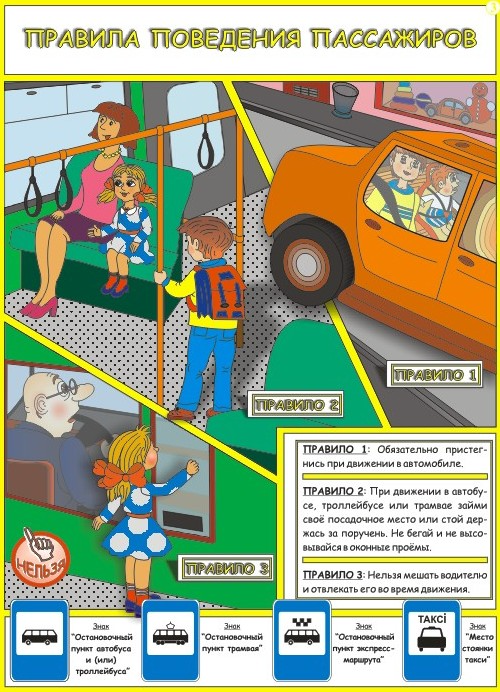 ПРАВИЛА ПОВЕДЕНИЯ ПАССАЖИРОВ
ПРАВИЛО 1
ПРАВИЛО 2
ПРАВИЛО 3
НЕЛЬЗЯ
ПРАВИЛО 1: Обязательно пристег-
нись при движении в автомобиле.
ПРАВИЛО 2: При движении в автобу-
се, троллейбусе или трамвае займи
своё посадочное место или стой дер-
жась за поручень. Не бегай и не высо-
вывайся в оконные проёмы.
ПРАВИЛО 3: Нельзя мешать водителю
и отвлекать его во время движения.
Знак
"Остановочный
пункт автобуса
и (или)
троллейбуса"
Знак
"Остановочный
пункт трамвая"
Знак
"Остановочный
пункт экспресс-
маршрута"
ТАКСİ
Знак
"Место
стоянки
такси"